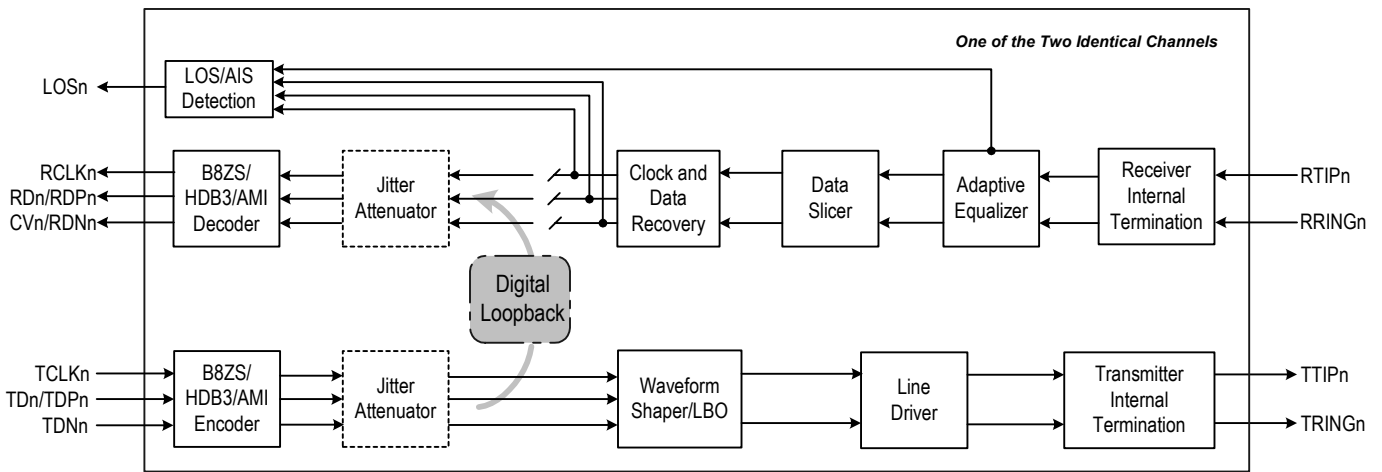 One of the Two Identical Channels
LOSn
LOS/AIS
Detection
RCLKn
RDn/RDPn
CVn/RDNn
B8ZS/
HDB3/AMI
Decoder
Jitter
Attenuator
Clock and
Data
Recovery
Data
Slicer
Adaptive
Equalizer
Receiver
Internal
Termination
RTIPn
RRINGn
Digital
Loopback
TCLKn
TDn/TDPn
TDNn
B8ZS/
HDB3/AMI
Encoder
Jitter
Attenuator
Waveform
Shaper/LBO
Line
Driver
Transmitter
Internal
Termination
TTIPn
TRINGn